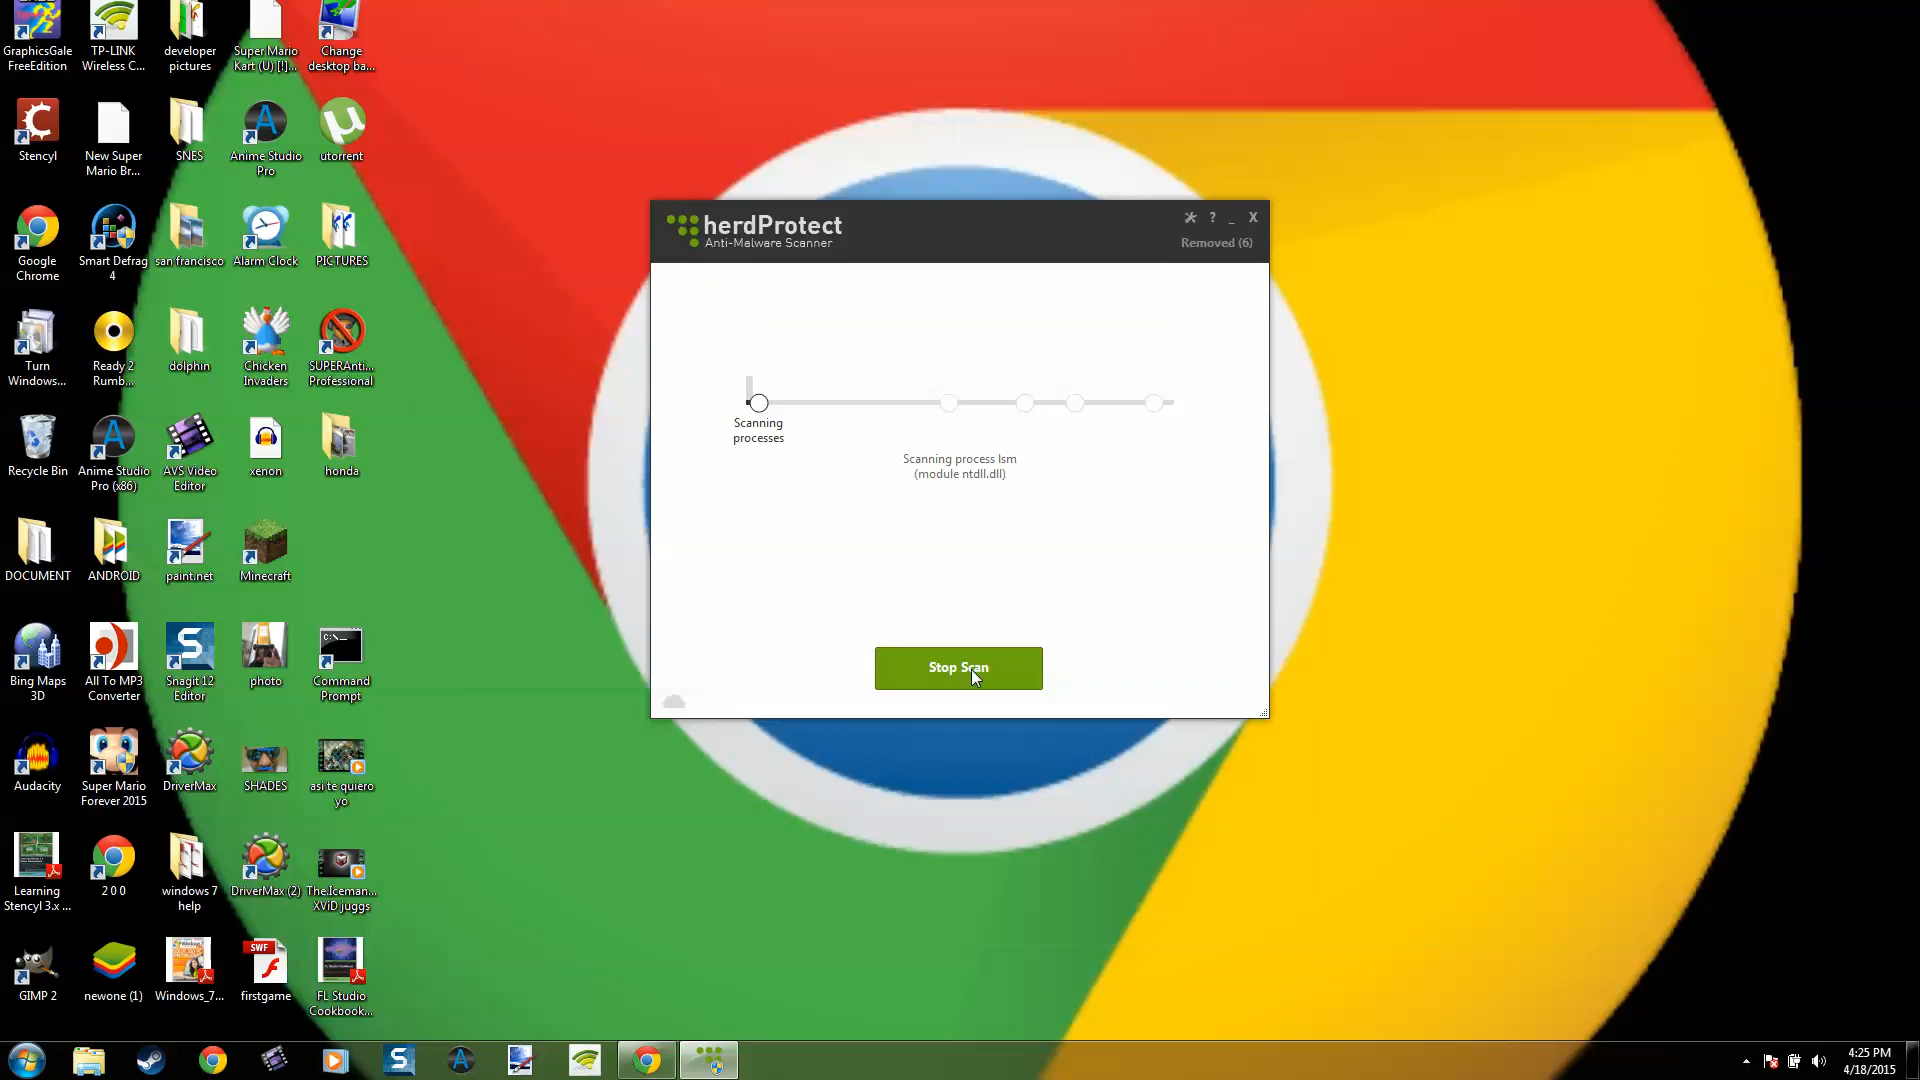 GraphicsGale
FreeEdition
TP-LINK
Wireless C...
developer
pictures
Super Mario
Kart (U) [!]...
Change
desktop ba...
Stencyl
New Super
Mario Br...
SNES
Anime Studio
Pro
utorrent
Google
Chrome
Smart Defrag
4
san francisco
Alarm Clock
PICTURES
Turn
Windows...
Ready 2
Rumb...
dolphin
Chicken
Invaders
SUPERAnti...
Professional
Recycle Bin
Anime Studio
Pro (x86)
AVS Video
Editor
xenon
honda
DOCUMENT
ANDROID
paint.net
Minecraft
Bing Maps
3D
All To MP3
Converter
Snagit 12
Editor
photo
Command
Prompt
Audacity
Super Mario
Forever 2015
DriverMax
SHADES
asi te quiero
yo
Learning
Stencyl 3.x ...
2 0 0
windows 7
help
DriverMax (2)
The.Iceman...
XViD juggs
GIMP 2
newone (1)
Windows_7...
firstgame
FL Studio
Cookbook...
SWF
C:\._
herdProtect
Anti-Malware Scanner
? _ X
Removed (6)
Scanning
processes
Scanning process lsm
(module ntdll.dll)
Stop Scan
4:25 PM
4/18/2015